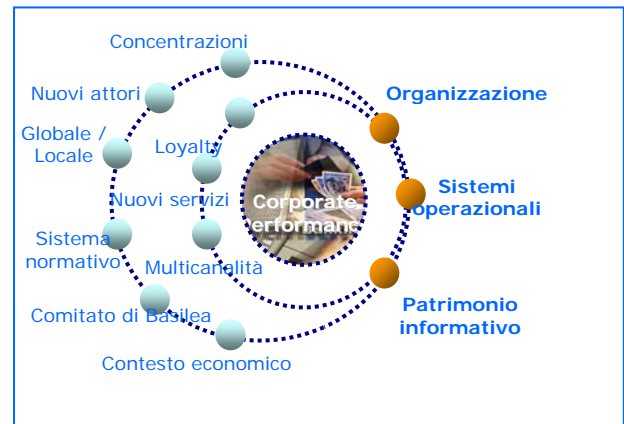 Concentrazioni
Nuovi attori
Organizzazione
Globale /
Locale
Loyalty
Nuovi servizi
Corporate
Sistemi
operazionali
Sistema
normativo
Multicanalità
Comitato di Basilea
Patrimonio
informativo
Contesto economico